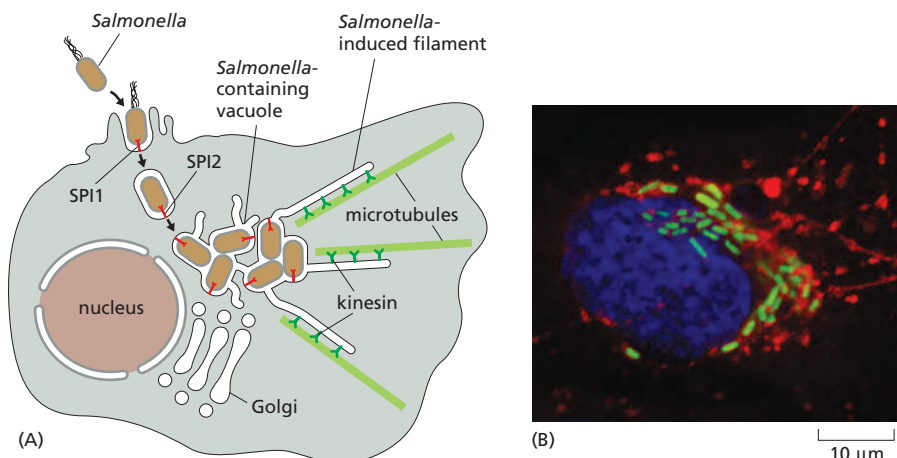 Salmonella
Salmonella-
induced filament
Salmonella-
containing
vacuole
SPI2
SPI1
microtubules
nucleus
kinesin
Golgi
(A)
(B)
10 µm